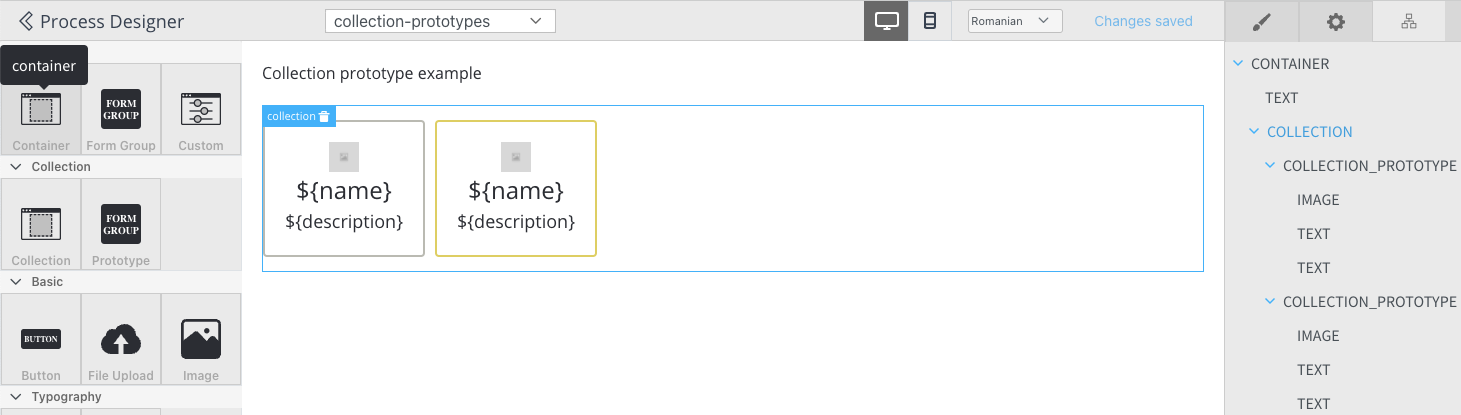 Process Designer
collection-prototypes
Romanian
Changes saved
container
FORM
GROUP
Container
Form Group
Custom
Collection
FORM
GROUP
Collection
Prototype
Basic
BUTTON
Button
File Upload
Image
Typography
Collection prototype example
collection
${name}
${description}
${name}
${description}
CONTAINER
TEXT
COLLECTION
COLLECTION_PROTOTYPE
IMAGE
TEXT
TEXT
COLLECTION_PROTOTYPE
IMAGE
TEXT
TEXT